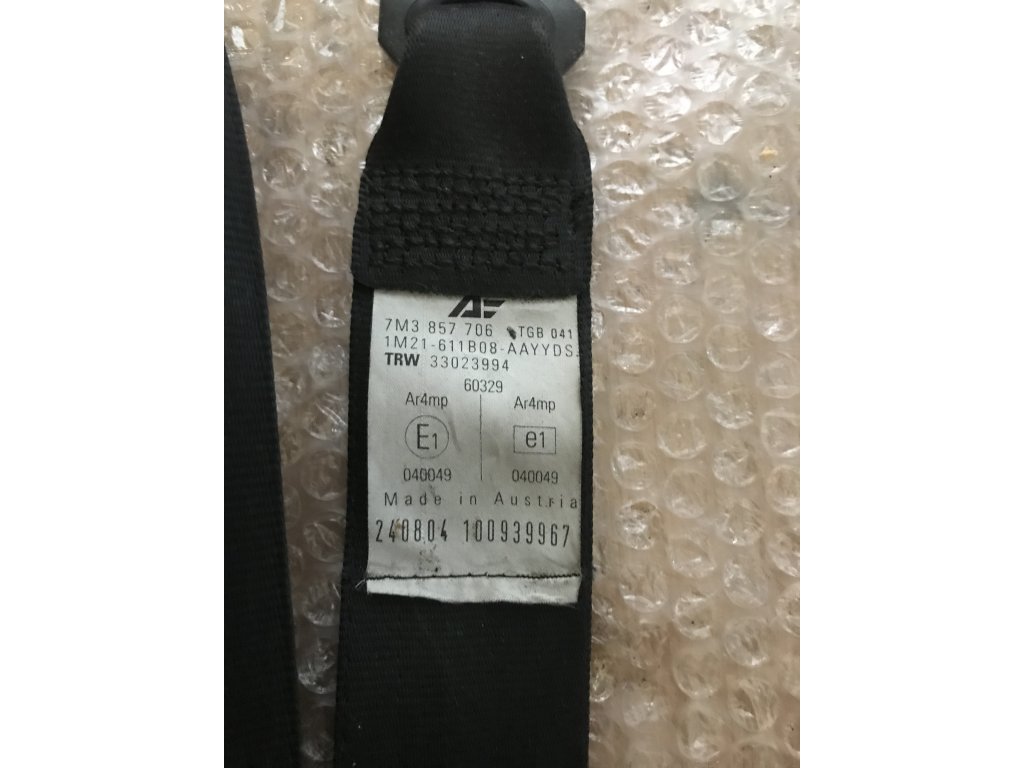 AE
7M3 857 706 TGB 041
1M21-611B08-AAYYDS.
TRW 33023994
60329
Ar4mp Ar4mp
E1 e1
040049 040049
Made in Austria
240804 100939967